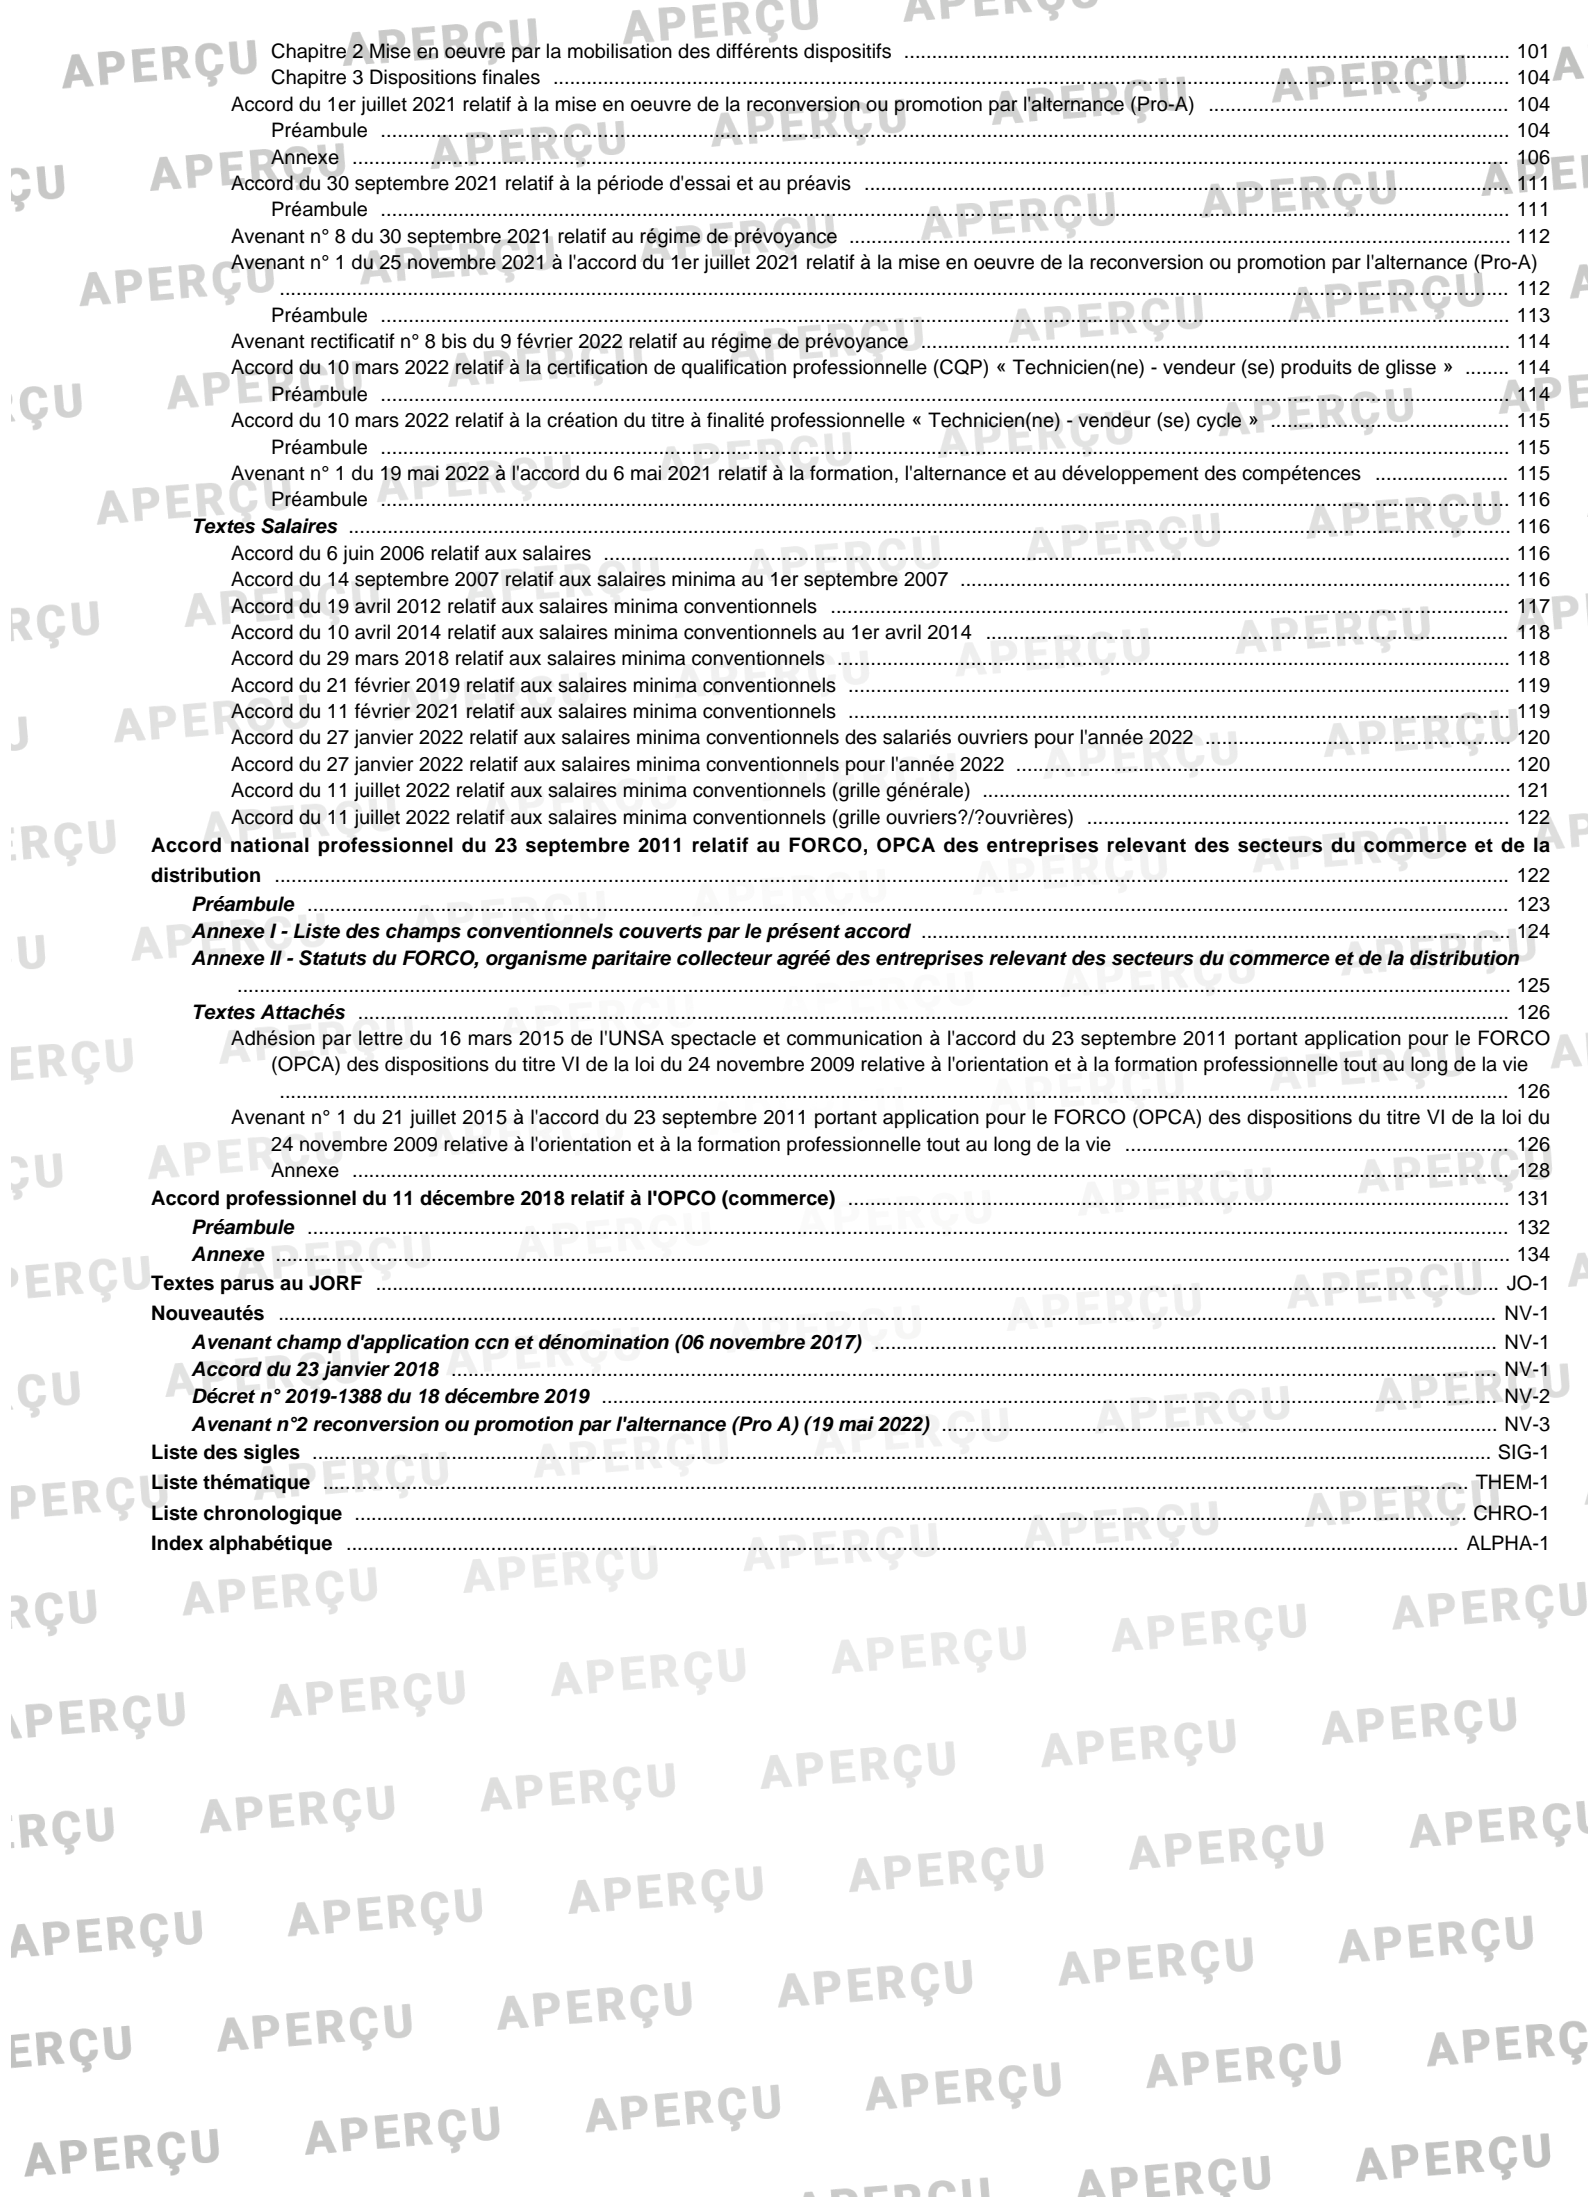 Chapitre 2 Mise en oeuvre par la mobilisation des différents dispositifs ........ 101
Chapitre 3 Dispositions finales ........ 104
Accord du 1er juillet 2021 relatif à la mise en oeuvre de la reconversion ou promotion par l'alternance (Pro-A) ........ 104
Préambule ........ 104
Annexe ........ 106
Accord du 30 septembre 2021 relatif à la période d'essai et au préavis ........ 111
Préambule ........ 111
Avenant n° 8 du 30 septembre 2021 relatif au régime de prévoyance ........ 112
Avenant n° 1 du 25 novembre 2021 à l'accord du 1er juillet 2021 relatif à la mise en oeuvre de la reconversion ou promotion par l'alternance (Pro-A)
........ 112
Préambule ........ 113
Avenant rectificatif n° 8 bis du 9 février 2022 relatif au régime de prévoyance ........ 114
Accord du 10 mars 2022 relatif à la certification de qualification professionnelle (CQP) « Technicien(ne) - vendeur (se) produits de glisse » ........ 114
Préambule ........ 114
Accord du 10 mars 2022 relatif à la création du titre à finalité professionnelle « Technicien(ne) - vendeur (se) cycle » ........ 115
Préambule ........ 115
Avenant n° 1 du 19 mai 2022 à l'accord du 6 mai 2021 relatif à la formation, l'alternance et au développement des compétences ........ 115
Préambule ........ 116
Textes Salaires ........ 116
Accord du 6 juin 2006 relatif aux salaires ........ 116
Accord du 14 septembre 2007 relatif aux salaires minima au 1er septembre 2007 ........ 116
Accord du 19 avril 2012 relatif aux salaires minima conventionnels ........ 117
Accord du 10 avril 2014 relatif aux salaires minima conventionnels au 1er avril 2014 ........ 118
Accord du 29 mars 2018 relatif aux salaires minima conventionnels ........ 118
Accord du 21 février 2019 relatif aux salaires minima conventionnels ........ 119
Accord du 11 février 2021 relatif aux salaires minima conventionnels ........ 119
Accord du 27 janvier 2022 relatif aux salaires minima conventionnels des salariés ouvriers pour l'année 2022 ........ 120
Accord du 27 janvier 2022 relatif aux salaires minima conventionnels pour l'année 2022 ........ 120
Accord du 11 juillet 2022 relatif aux salaires minima conventionnels (grille générale) ........ 121
Accord du 11 juillet 2022 relatif aux salaires minima conventionnels (grille ouvriers?/?ouvrières) ........ 122
Accord national professionnel du 23 septembre 2011 relatif au FORCO, OPCA des entreprises relevant des secteurs du commerce et de la
distribution ........ 122
Préambule ........ 123
Annexe I - Liste des champs conventionnels couverts par le présent accord ........ 124
Annexe II - Statuts du FORCO, organisme paritaire collecteur agréé des entreprises relevant des secteurs du commerce et de la distribution
........ 125
Textes Attachés ........ 126
Adhésion par lettre du 16 mars 2015 de l'UNSA spectacle et communication à l'accord du 23 septembre 2011 portant application pour le FORCO
(OPCA) des dispositions du titre VI de la loi du 24 novembre 2009 relative à l'orientation et à la formation professionnelle tout au long de la vie
........ 126
Avenant n° 1 du 21 juillet 2015 à l'accord du 23 septembre 2011 portant application pour le FORCO (OPCA) des dispositions du titre VI de la loi du
24 novembre 2009 relative à l'orientation et à la formation professionnelle tout au long de la vie ........ 126
Annexe ........ 128
Accord professionnel du 11 décembre 2018 relatif à l'OPCO (commerce) ........ 131
Préambule ........ 132
Annexe ........ 134
Textes parus au JORF ........ JO-1
Nouveautés ........ NV-1
Avenant champ d'application ccn et dénomination (06 novembre 2017) ........ NV-1
Accord du 23 janvier 2018 ........ NV-1
Décret n° 2019-1388 du 18 décembre 2019 ........ NV-2
Avenant n°2 reconversion ou promotion par l'alternance (Pro A) (19 mai 2022) ........ NV-3
Liste des sigles ........ SIG-1
Liste thématique ........ THEM-1
Liste chronologique ........ CHRO-1
Index alphabétique ........ ALPHA-1
APERÇU